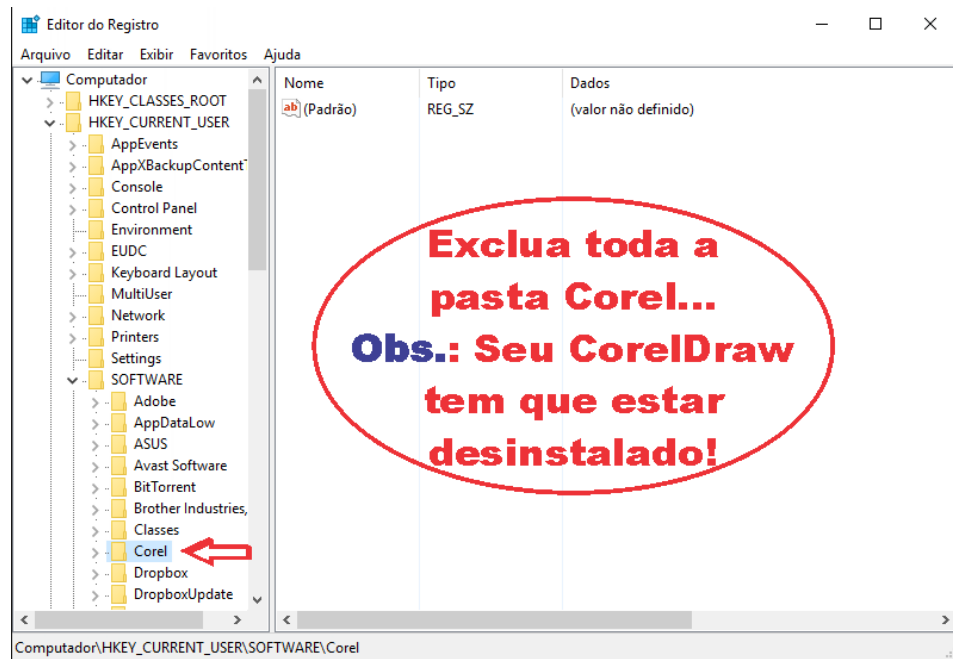 Editor do Registro
Arquivo Editar Exibir Favoritos Ajuda
Computador
HKEY_CLASSES_ROOT
HKEY_CURRENT_USER
AppEvents
AppXBackupContentT
Console
Control Panel
Environment
EUDC
Keyboard Layout
MultiUser
Network
Printers
Settings
SOFTWARE
Adobe
AppDataLow
ASUS
Avast Software
BitTorrent
Brother Industries,
Classes
Corel
Dropbox
DropboxUpdate
Nome Tipo Dados
ab (Padrão) REG_SZ (valor não definido)
Exclua toda a
pasta Corel...
Obs.: Seu CorelDraw
tem que estar
desinstalado!
Computador\HKEY_CURRENT_USER\SOFTWARE\Corel